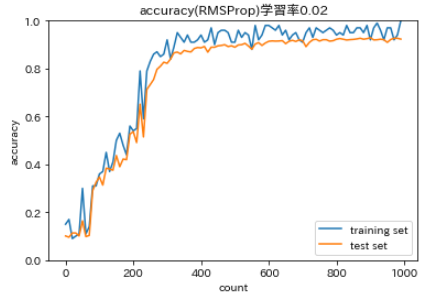 accuracy(RMSProp)学習率0.02
1.0
0.8
0.6
0.4
0.2
0.0
accuracy
0 200 400 600 800 1000
count
training set
test set